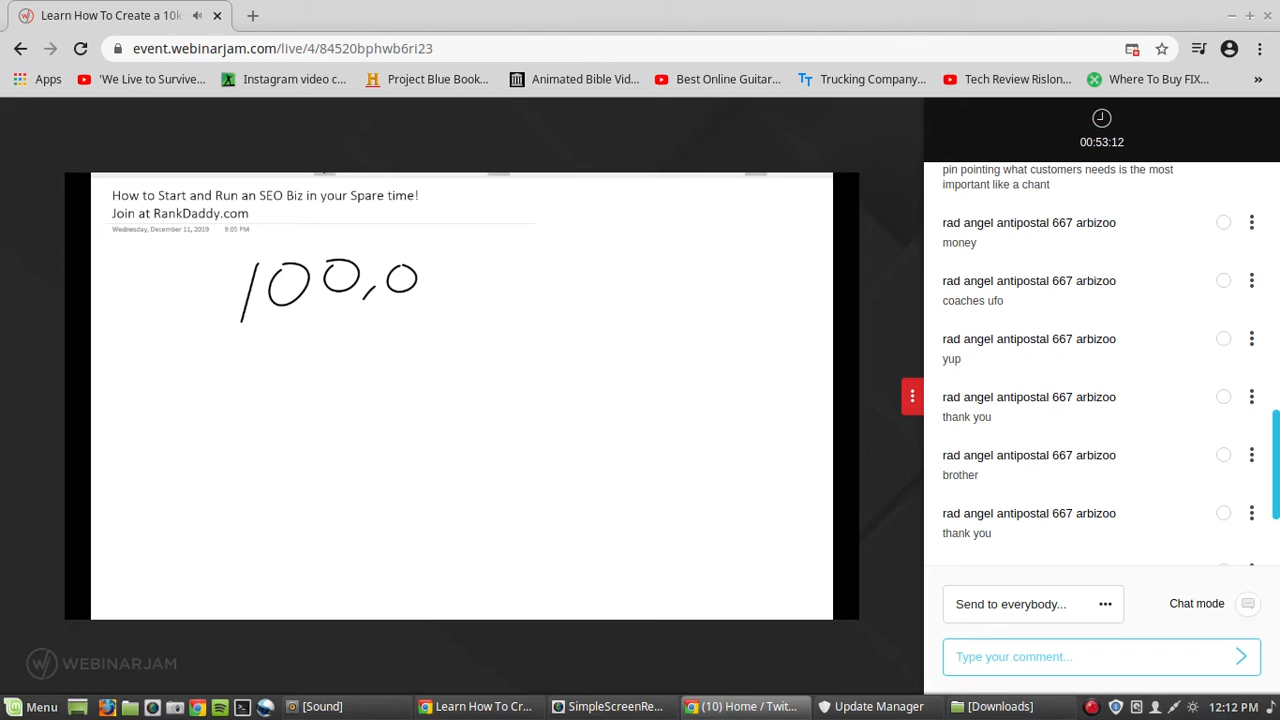 Learn How To Create a 10k
event.webinarjam.com/live/4/84520bphwb6ri23
Apps 'We Live to Survive... Instagram video c... Project Blue Book... Animated Bible Vid... Best Online Guitar... Trucking Company... Tech Review Rislon... Where To Buy FIX... »
00:53:12
How to Start and Run an SEO Biz in your Spare time!
Join at RankDaddy.com
Wednesday, December 11, 2019 9:05 PM
100,0
WEBINARJAM
pin pointing what customers needs is the most
important like a chant
rad angel antipostal 667 arbizoo
money
rad angel antipostal 667 arbizoo
coaches ufo
rad angel antipostal 667 arbizoo
yup
rad angel antipostal 667 arbizoo
thank you
rad angel antipostal 667 arbizoo
brother
rad angel antipostal 667 arbizoo
thank you
Send to everybody... Chat mode
Type your comment...
Menu [Sound] Learn How To Cr... SimpleScreenRe... (10) Home / Twit... Update Manager [Downloads] 12:12 PM